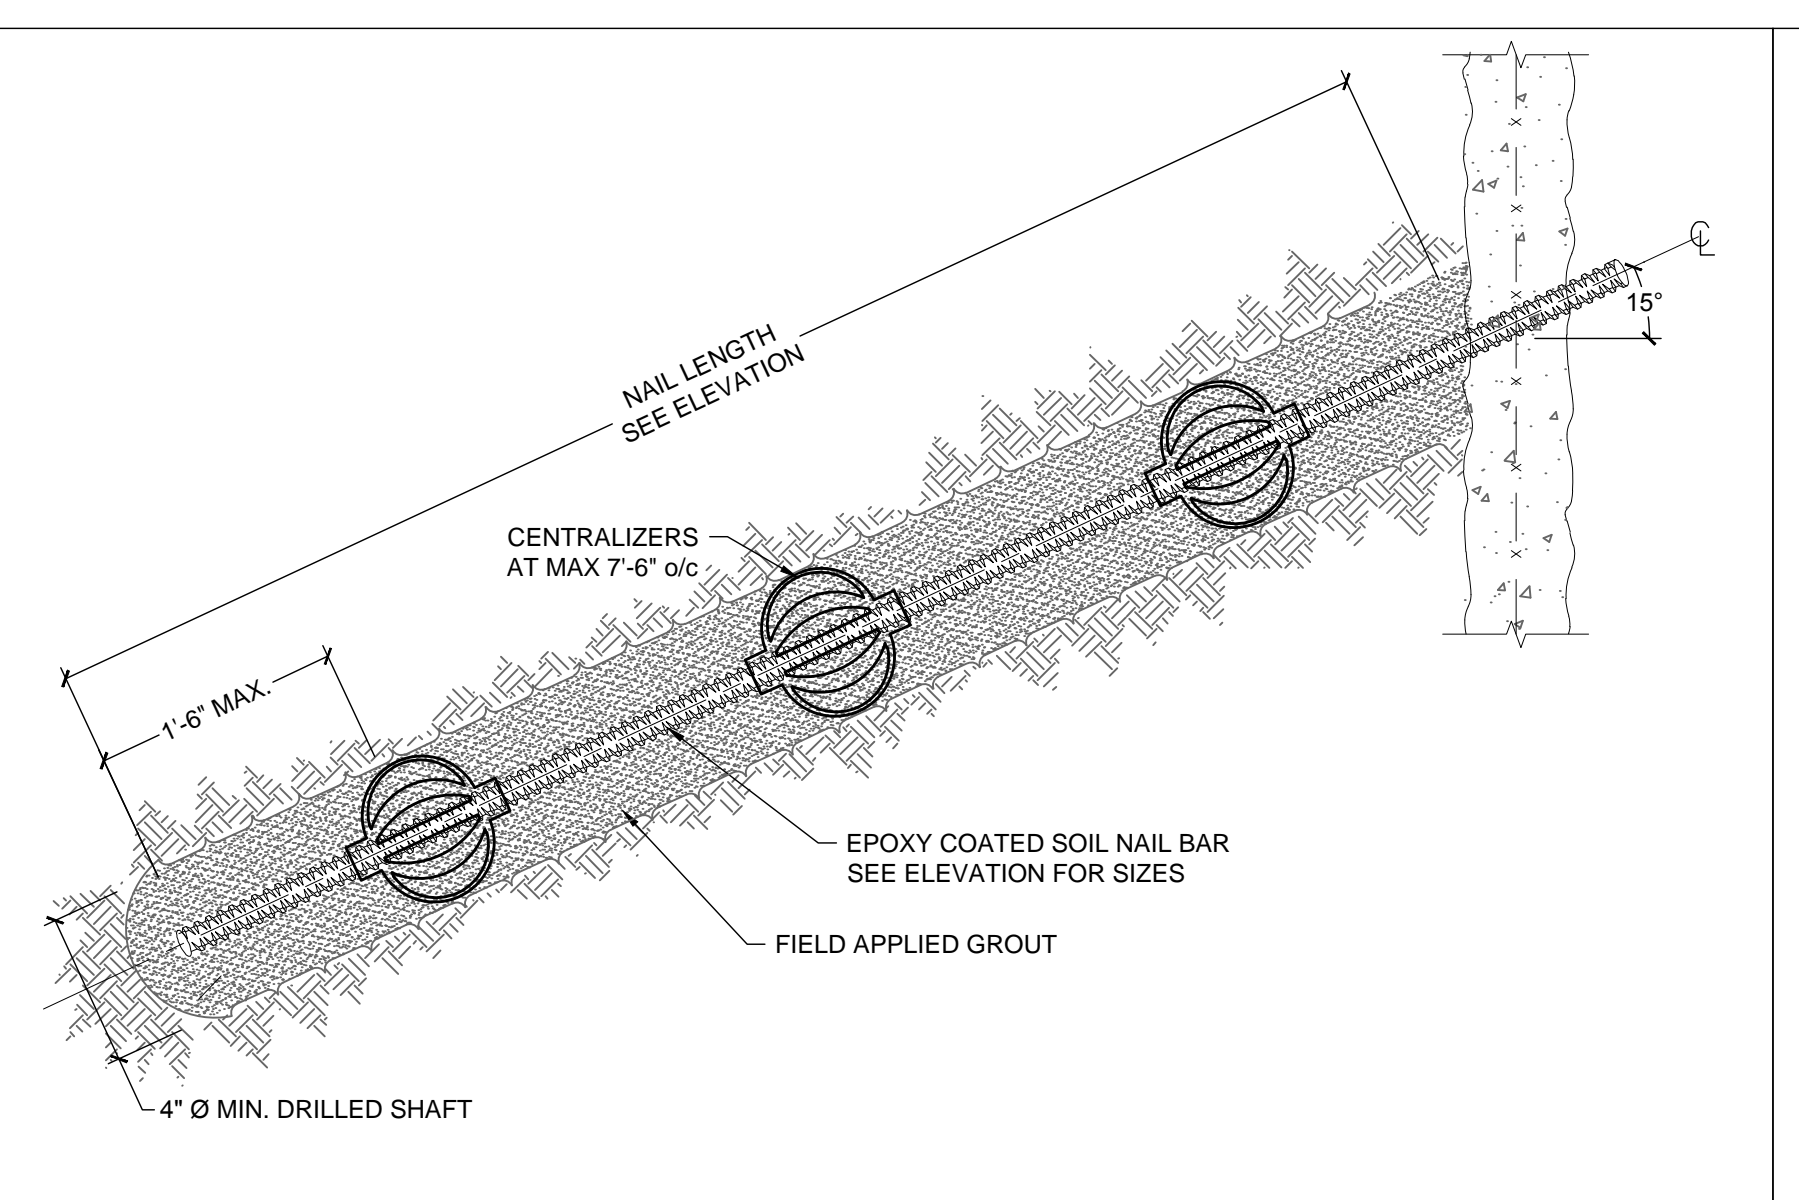 NAIL LENGTH
SEE ELEVATION
℄
15°
CENTRALIZERS
AT MAX 7'-6" o/c
1'-6" MAX.
EPOXY COATED SOIL NAIL BAR
SEE ELEVATION FOR SIZES
FIELD APPLIED GROUT
4" Ø MIN. DRILLED SHAFT